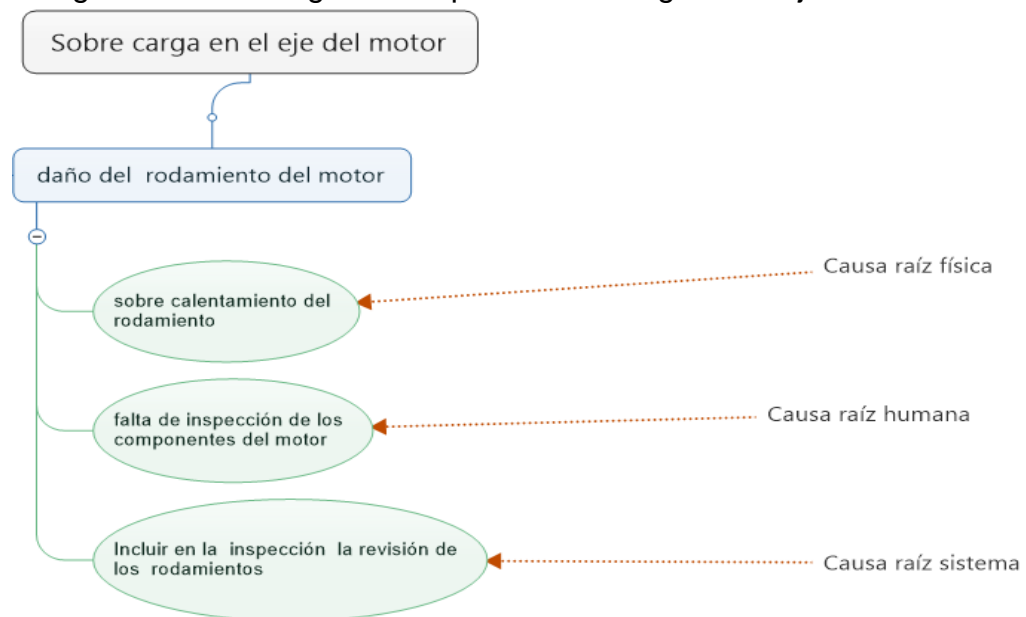 Sobre carga en el eje del motor
daño del rodamiento del motor
Causa raíz física
sobre calentamiento del
rodamiento
Causa raíz humana
falta de inspección de los
componentes del motor
Incluir en la inspección la revisión de
los rodamientos
Causa raíz sistema